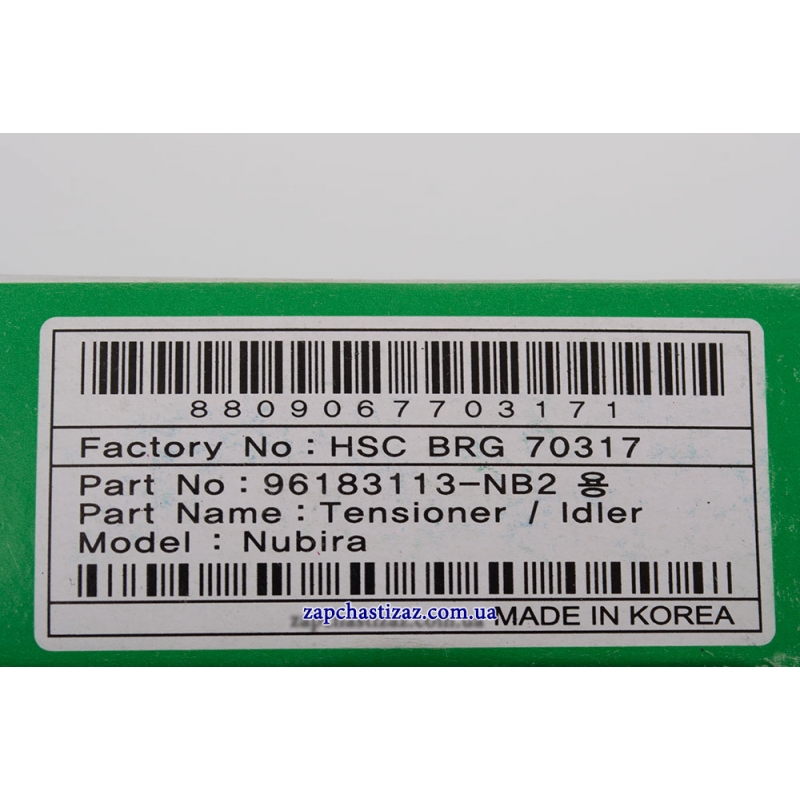 8809067703171
Factory No : HSC BRG 70317
Part No : 96183113-NB2 용
Part Name : Tensioner / Idler
Model : Nubira
zapchastizaz.com.ua
MADE IN KOREA